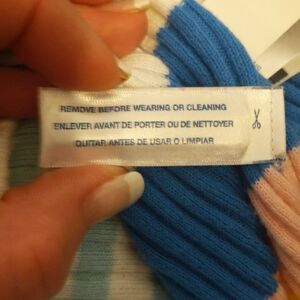 REMOVE BEFORE WEARING OR CLEANING
ENLEVER AVANT DE PORTER OU DE NETTOYER
QUITAR ANTES DE USAR O LIMPIAR